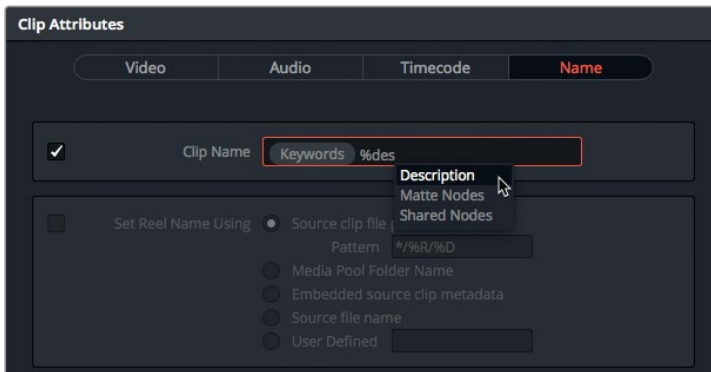 Clip Attributes
Video Audio Timecode Name
Clip Name Keywords %des
Description
Matte Nodes
Shared Nodes
Set Reel Name Using Source clip file
Pattern */%R/%D
Media Pool Folder Name
Embedded source clip metadata
Source file name
User Defined